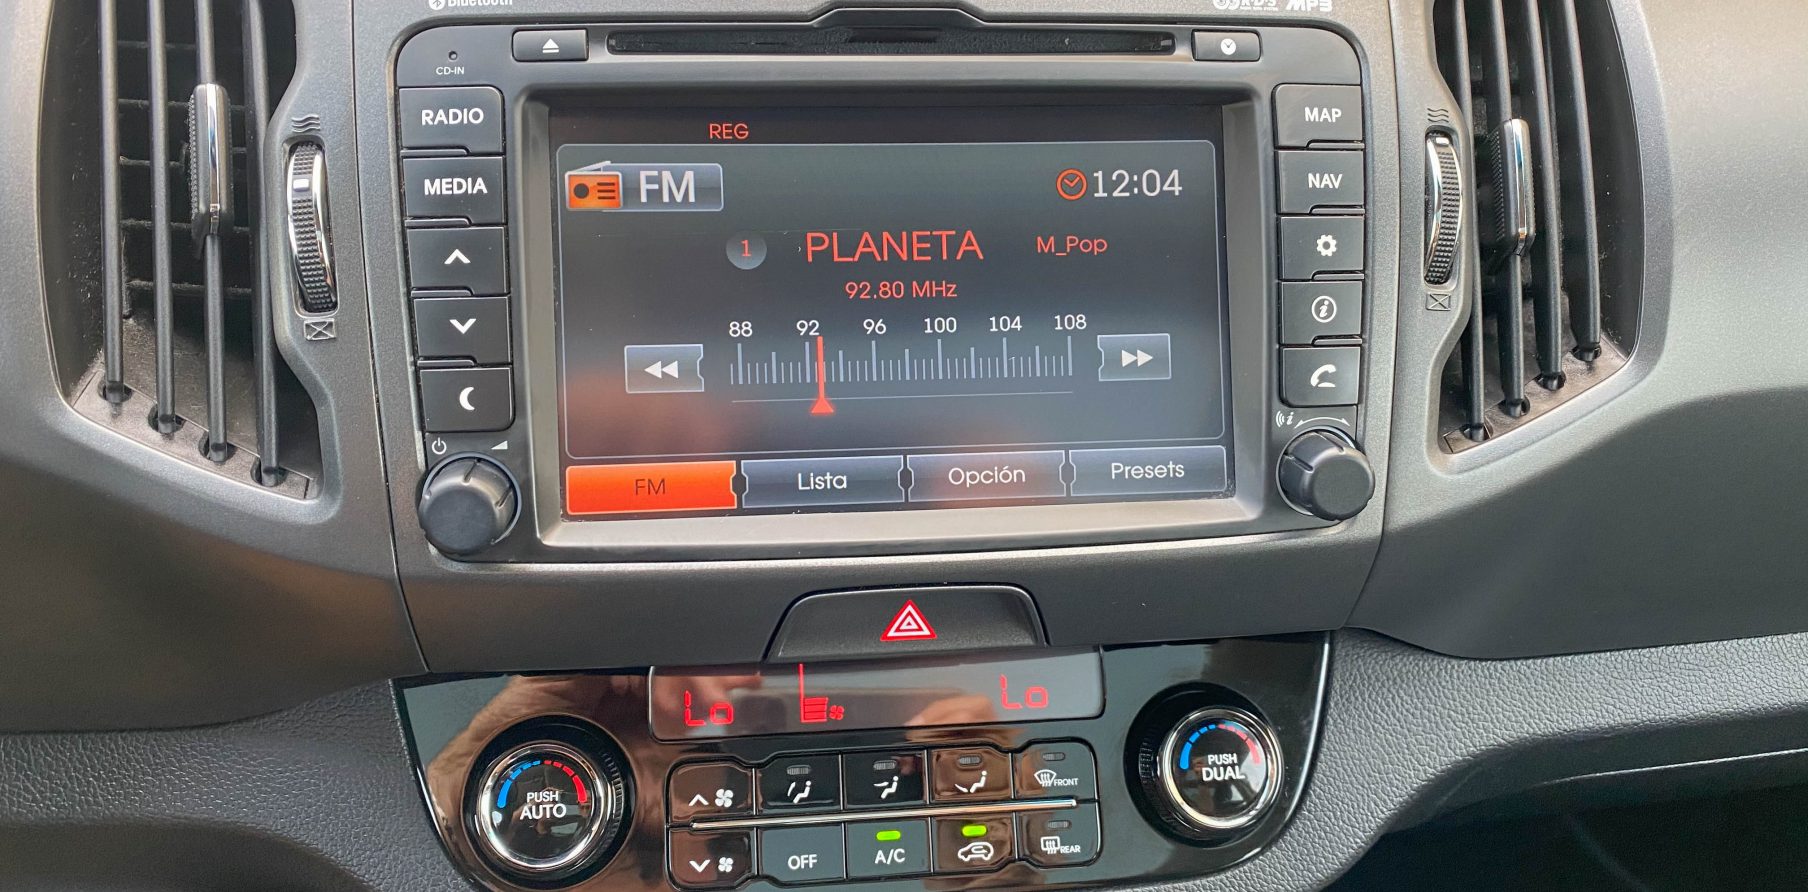 Bluetooth
R·D·S
MP3
CD-IN
RADIO
MEDIA
MAP
NAV
REG
FM
12:04
1
PLANETA
M_Pop
92.80 MHz
88 92 96 100 104 108
FM
Lista
Opción
Presets
Lo
Lo
PUSH
AUTO
PUSH
DUAL
FRONT
OFF
A/C
REAR